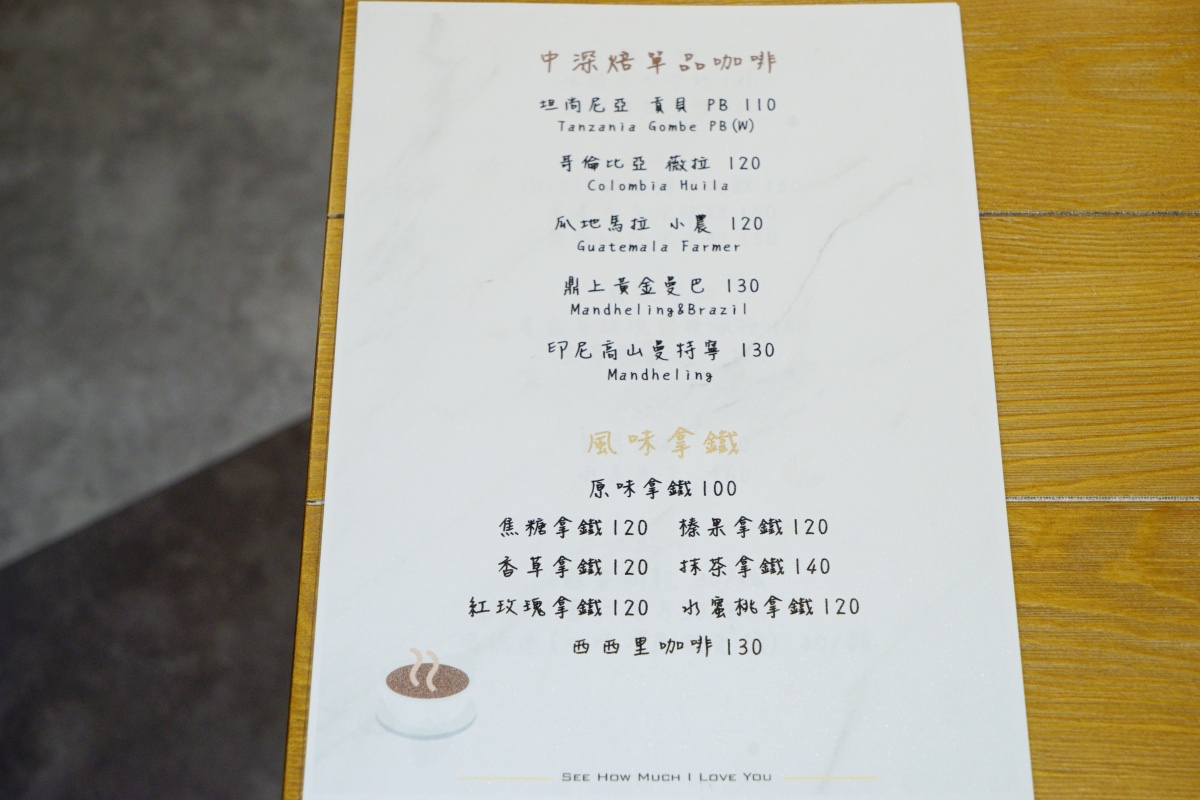 中深焙單品咖啡
坦尚尼亞 貢貝 PB 110
Tanzania Gombe PB(W)
哥倫比亞 薇拉 120
Colombia Huila
瓜地馬拉 小農 120
Guatemala Farmer
鼎上黃金曼巴 130
Mandheling&Brazil
印尼高山曼特寧 130
Mandheling
風味拿鐵
原味拿鐵100
焦糖拿鐵120 榛果拿鐵120
香草拿鐵120 抹茶拿鐵140
紅玫瑰拿鐵120 水蜜桃拿鐵120
西西里咖啡130
SEE HOW MUCH I LOVE YOU